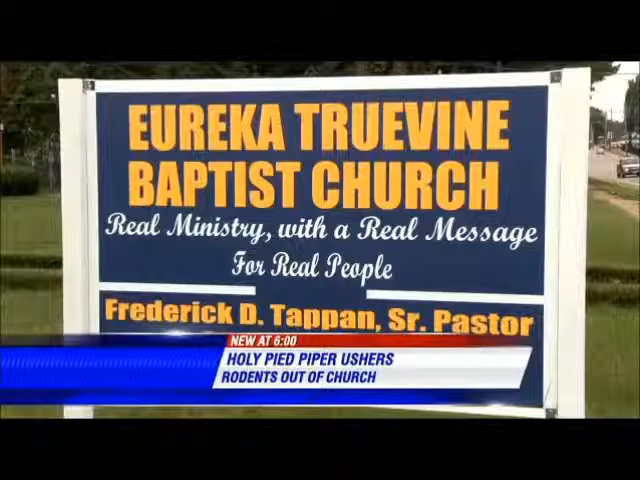 EUREKA TRUEVINE
BAPTIST CHURCH
Real Ministry, with a Real Message
For Real People
Frederick D. Tappan, Sr. Pastor
NEW AT 6:00
HOLY PIED PIPER USHERS
RODENTS OUT OF CHURCH